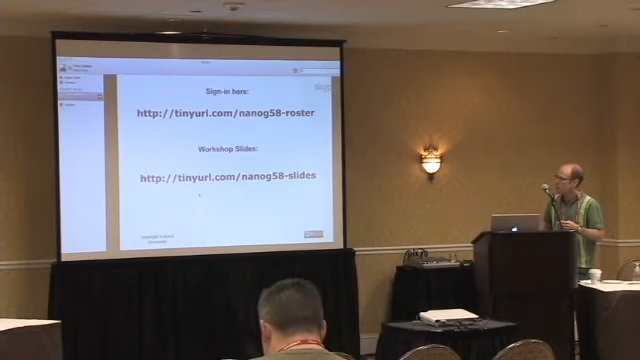 Sign-in here:
http://tinyurl.com/nanog58-roster
Workshop Slides:
http://tinyurl.com/nanog58-slides